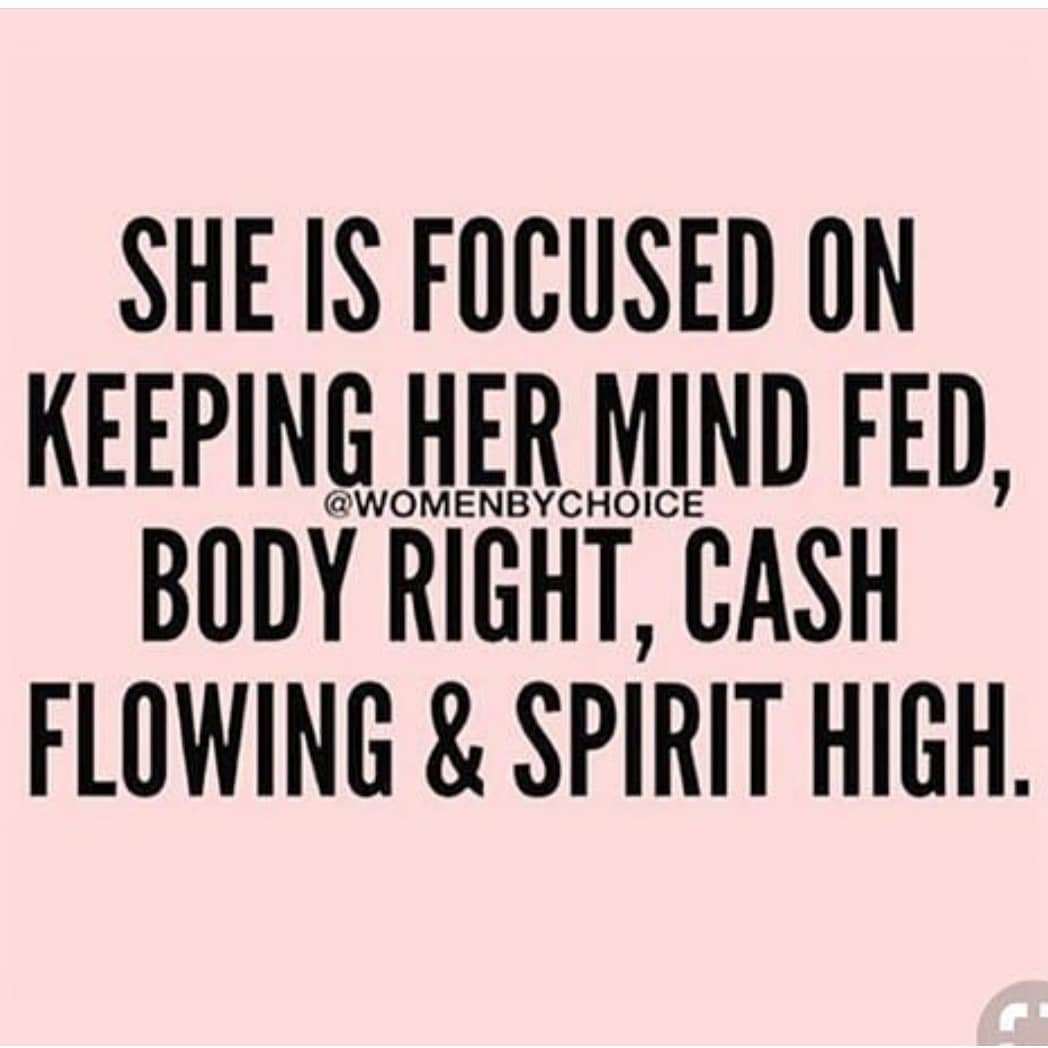 SHE IS FOCUSED ON
KEEPING HER MIND FED,
@WOMENBYCHOICE
BODY RIGHT, CASH
FLOWING & SPIRIT HIGH.